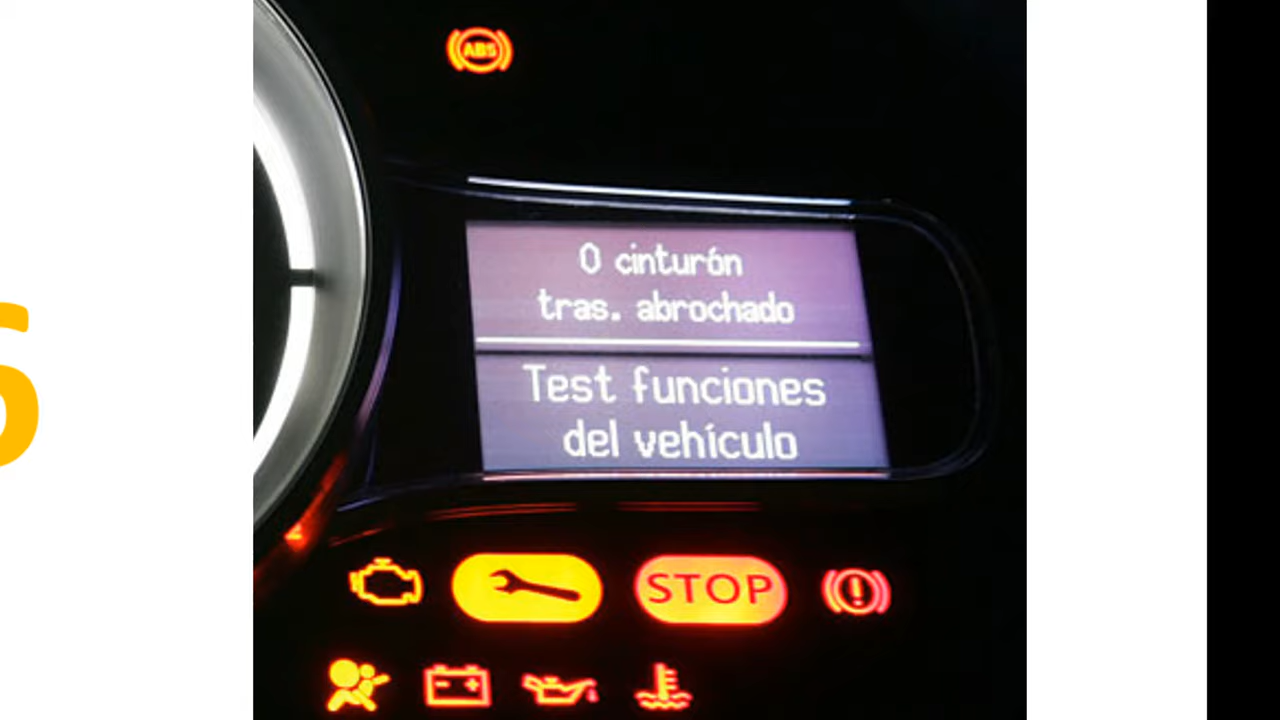 ABS
0 cinturón
tras. abrochado
Test funciones
del vehículo
STOP